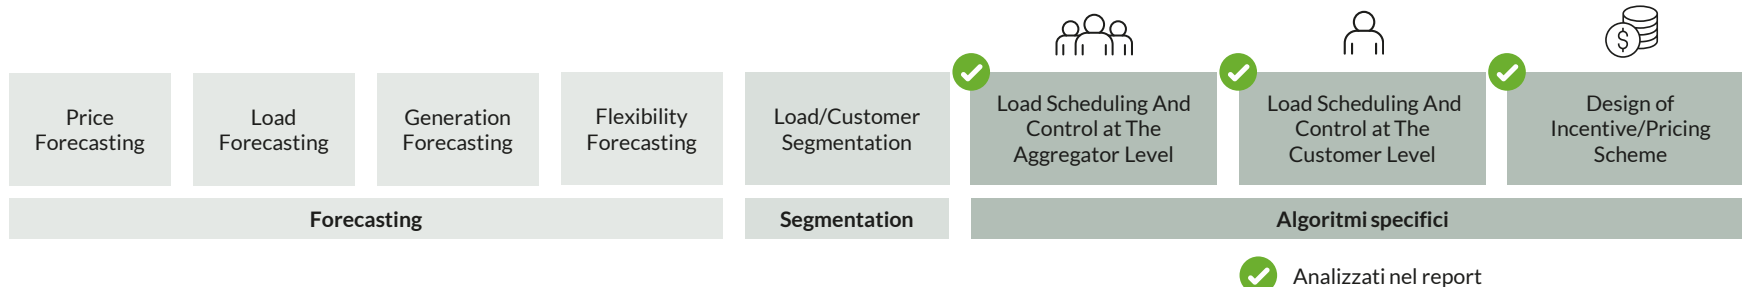 Price
Forecasting
Load
Forecasting
Generation
Forecasting
Flexibility
Forecasting
Load/Customer
Segmentation
Load Scheduling And
Control at The
Aggregator Level
Load Scheduling And
Control at The
Customer Level
$
Design of
Incentive/Pricing
Scheme
Forecasting
Segmentation
Algoritmi specifici
Analizzati nel report